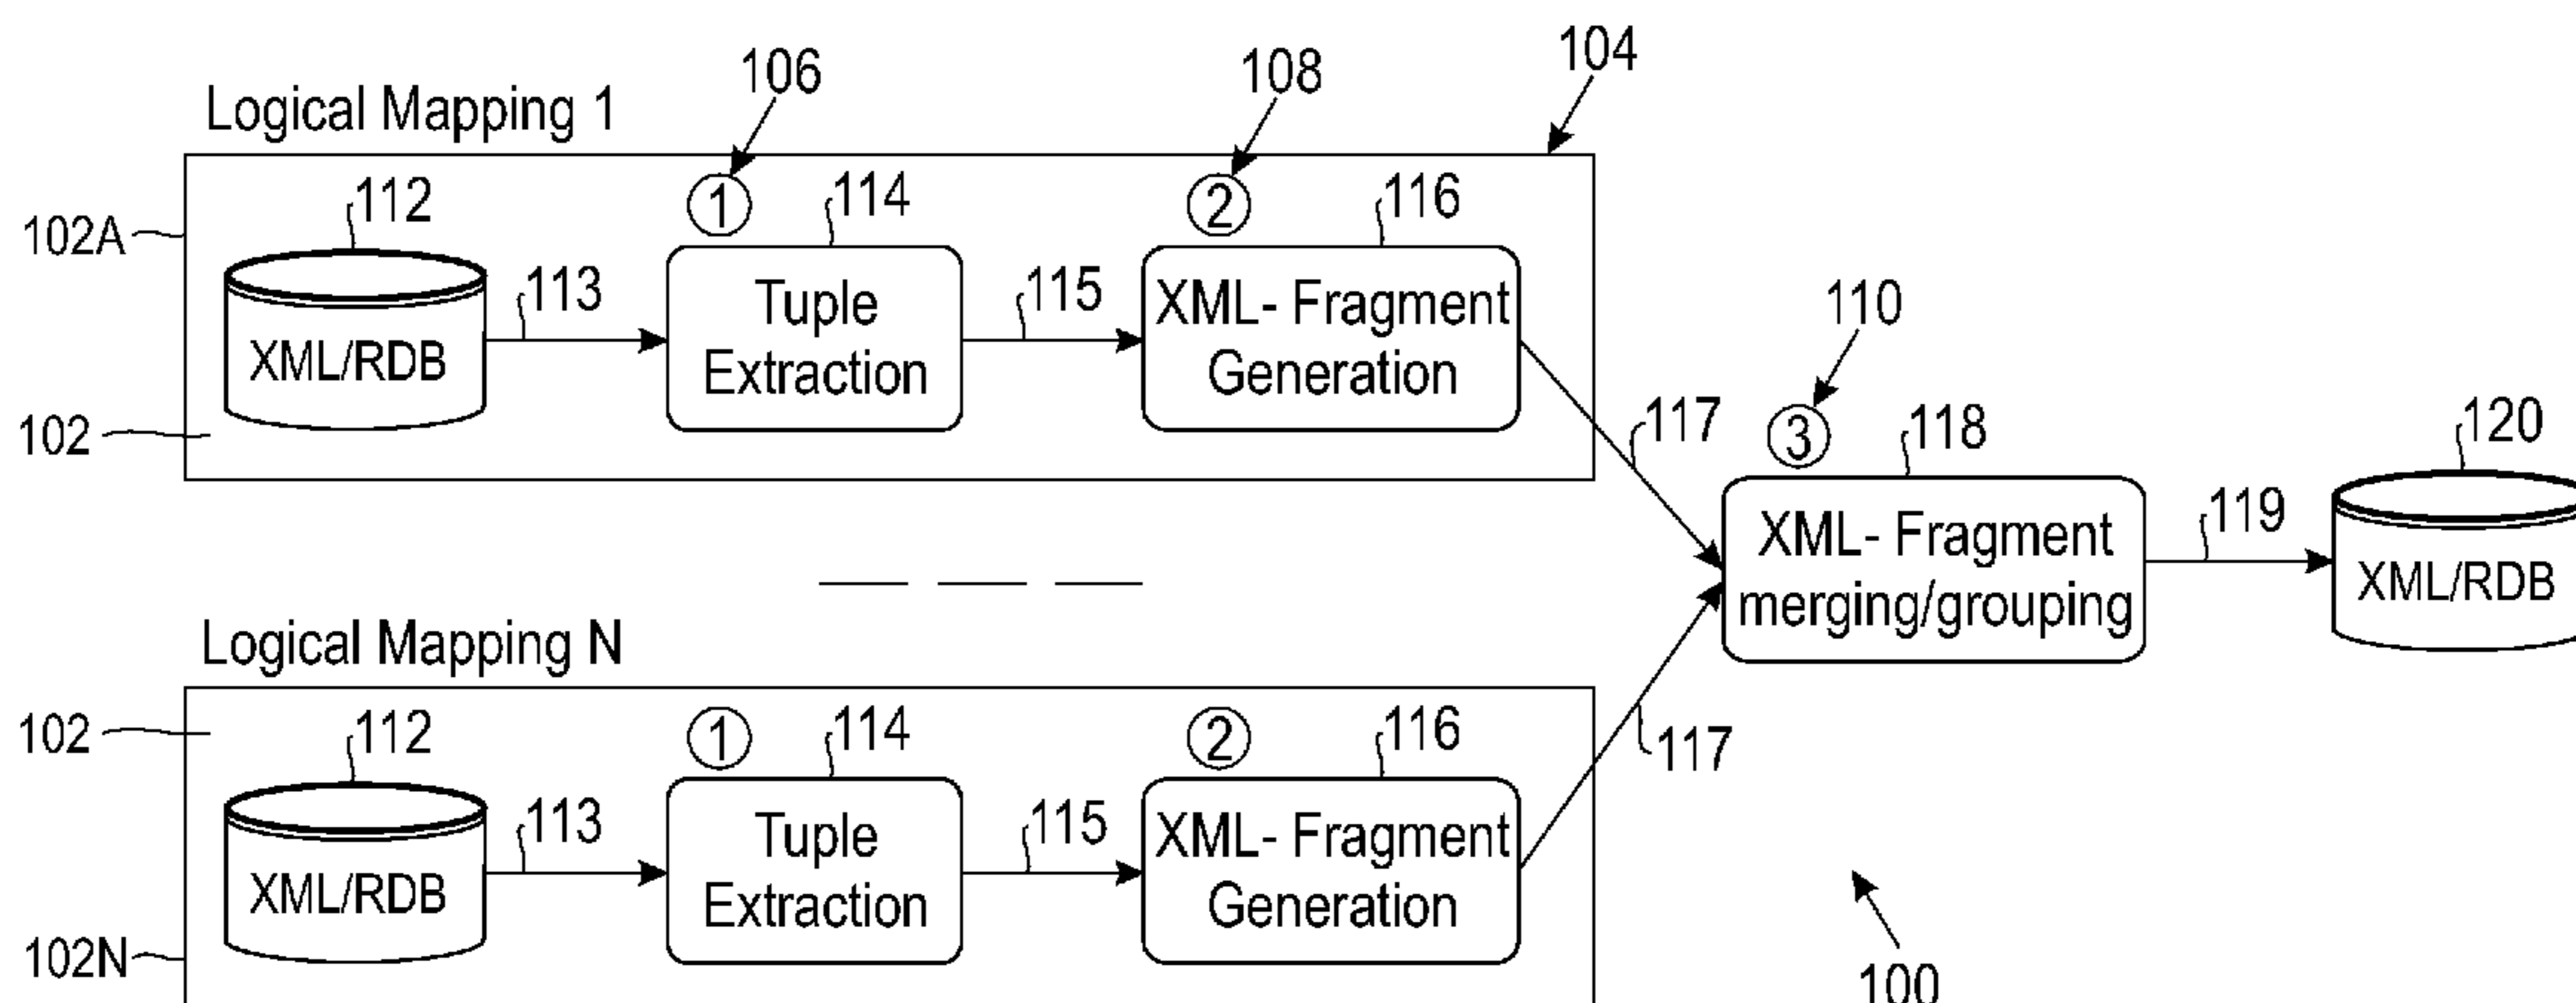 104
106
108
Logical Mapping 1
112
1
114
2
116
102A
113
115
Tuple
XML- Fragment
XML/RDB
Extraction
Generation
110
102
117
3
118
120
119
XML- Fragment
merging/grouping
XML/RDB
Logical Mapping N
102
112
1
114
2
116
117
113
115
Tuple
XML- Fragment
XML/RDB
Extraction
Generation
102N
100